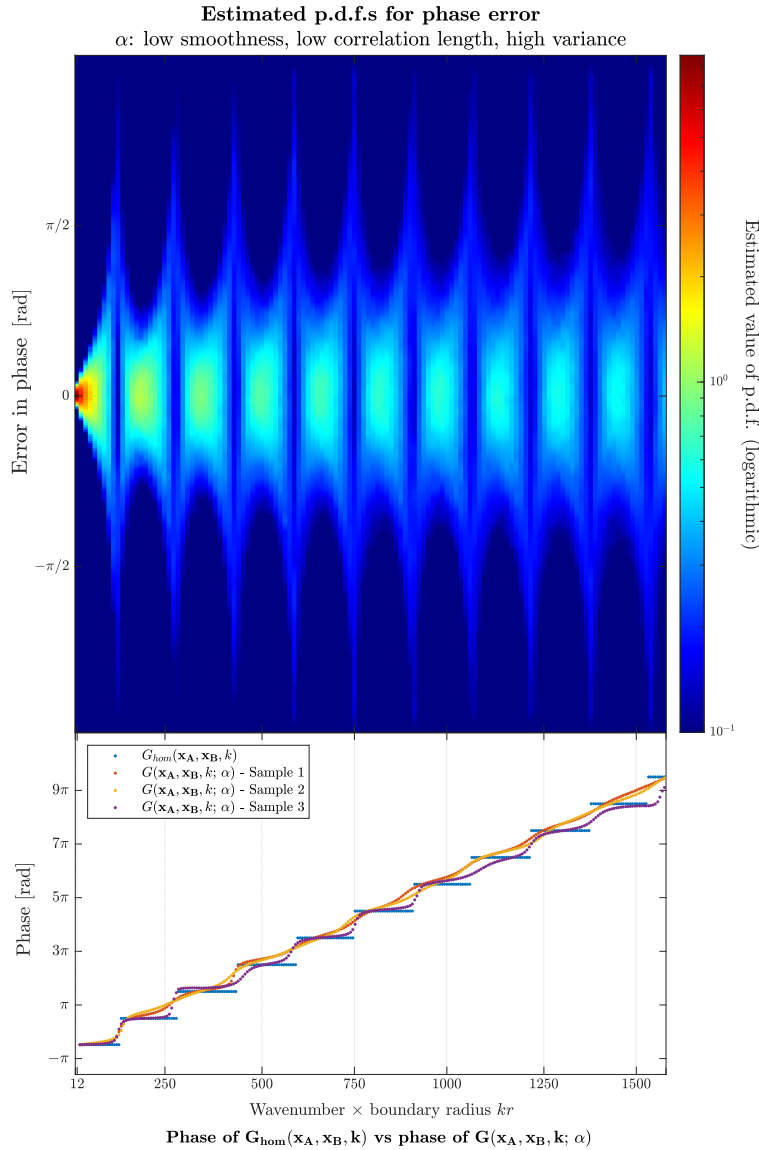 Estimated p.d.f.s for phase error
α: low smoothness, low correlation length, high variance
Error in phase [rad]
π/2
0
−π/2
10⁰
10⁻¹
Estimated value of p.d.f. (logarithmic)
G_hom(x_A, x_B, k)
G(x_A, x_B, k; α) - Sample 1
G(x_A, x_B, k; α) - Sample 2
G(x_A, x_B, k; α) - Sample 3
Phase [rad]
9π
7π
5π
3π
π
−π
12 250 500 750 1000 1250 1500
Wavenumber × boundary radius kr
Phase of G_hom(x_A, x_B, k) vs phase of G(x_A, x_B, k; α)